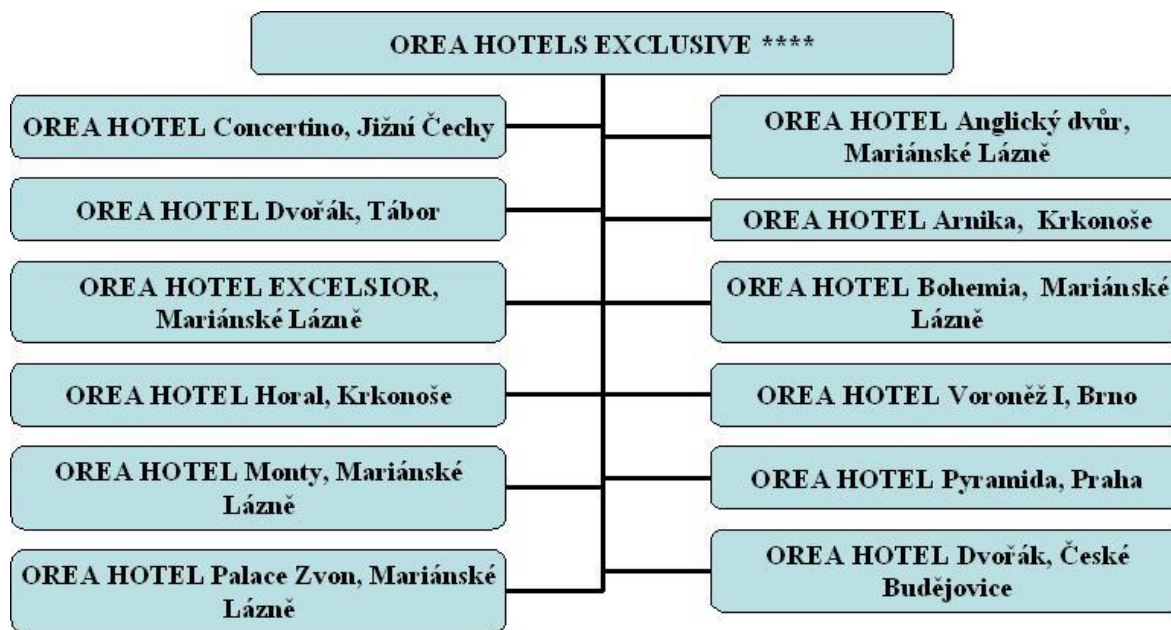 OREA HOTELS EXCLUSIVE ****
OREA HOTEL Concertino, Jižní Čechy
OREA HOTEL Dvořák, Tábor
OREA HOTEL EXCELSIOR,
Mariánské Lázně
OREA HOTEL Horal, Krkonoše
OREA HOTEL Monty, Mariánské
Lázně
OREA HOTEL Palace Zvon, Mariánské
Lázně
OREA HOTEL Anglický dvůr,
Mariánské Lázně
OREA HOTEL Arnika, Krkonoše
OREA HOTEL Bohemia, Mariánské
Lázně
OREA HOTEL Voroněž I, Brno
OREA HOTEL Pyramida, Praha
OREA HOTEL Dvořák, České
Budějovice